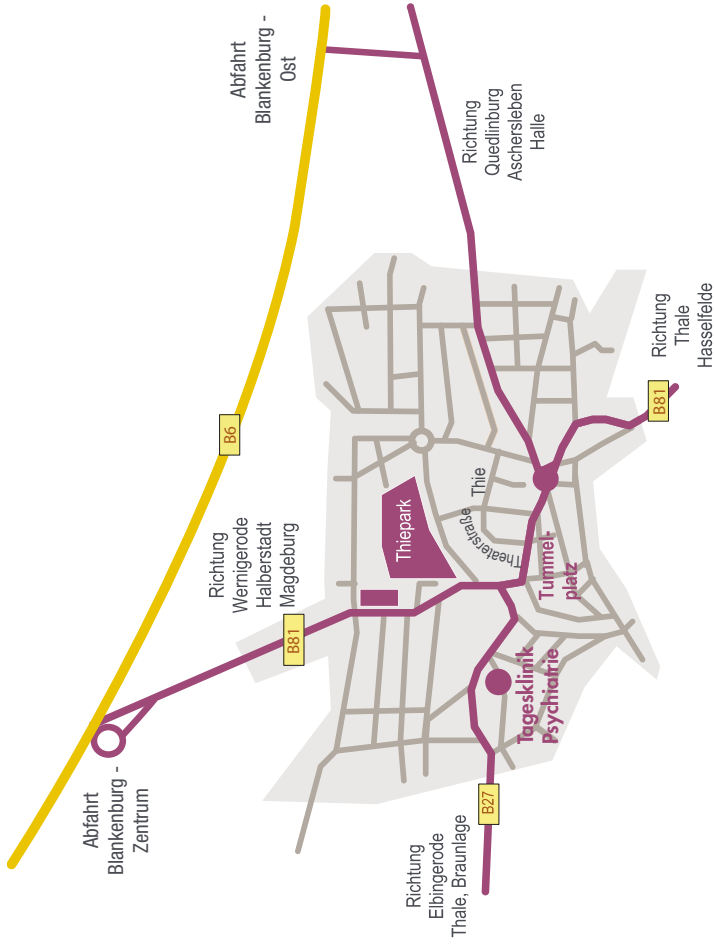 Abfahrt
Blankenburg -
Zentrum
Richtung
Wernigerode
Halberstadt
Magdeburg
B81
B6
Abfahrt
Blankenburg -
Ost
Richtung
Quedlinburg
Aschersleben
Halle
Thiepark
Theaterstraße
Thie
Tummel-
platz
Tagesklinik
Psychiatrie
B27
Richtung
Elbingerode
Thale, Braunlage
B81
Richtung
Thale
Hasselfelde